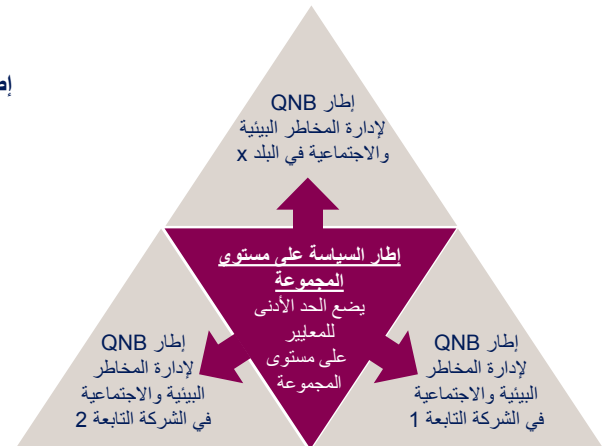 إطار QNB
لإدارة المخاطر البيئية
والاجتماعية في البلد x
إطار السياسة على مستوى
المجموعة
يضع الحد الأدنى
للمعايير
على مستوى
المجموعة
إطار QNB
لإدارة المخاطر
البيئية والاجتماعية
في الشركة التابعة 1
إطار QNB
لإدارة المخاطر
البيئية والاجتماعية
في الشركة التابعة 2